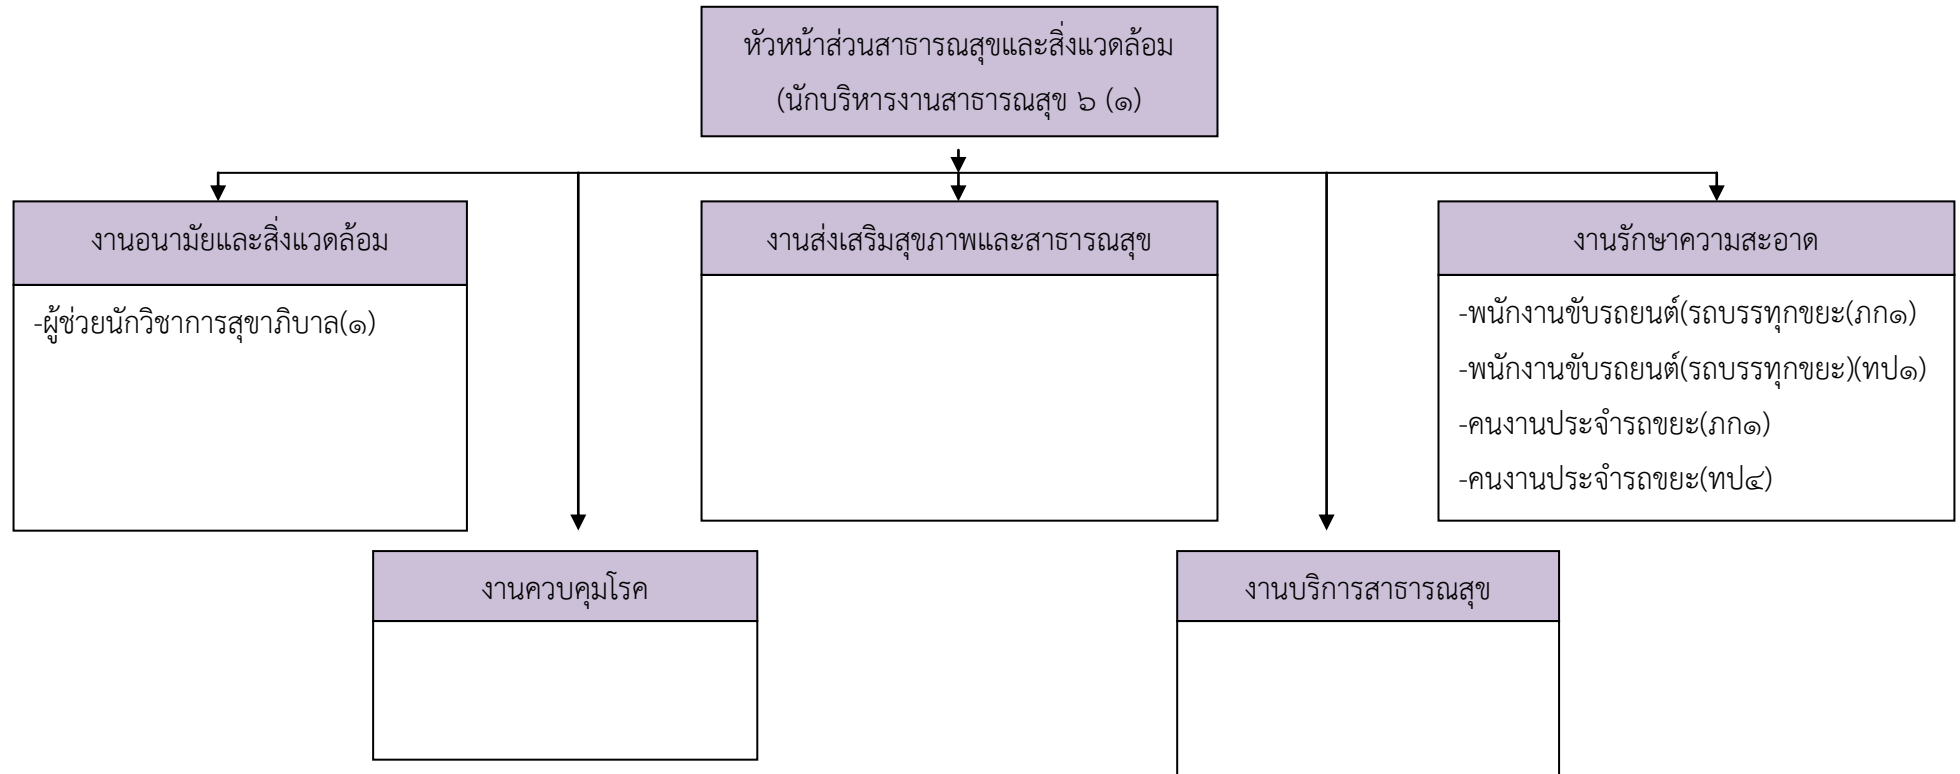 หัวหน้าส่วนสาธารณสุขและสิ่งแวดล้อม
(นักบริหารงานสาธารณสุข ๖ (๑)
งานอนามัยและสิ่งแวดล้อม
-ผู้ช่วยนักวิชาการสุขาภิบาล(๑)
งานส่งเสริมสุขภาพและสาธารณสุข
งานรักษาความสะอาด
-พนักงานขับรถยนต์(รถบรรทุกขยะ(ภก๑)
-พนักงานขับรถยนต์(รถบรรทุกขยะ)(ทป๑)
-คนงานประจำรถขยะ(ภก๑)
-คนงานประจำรถขยะ(ทป๔)
งานควบคุมโรค
งานบริการสาธารณสุข